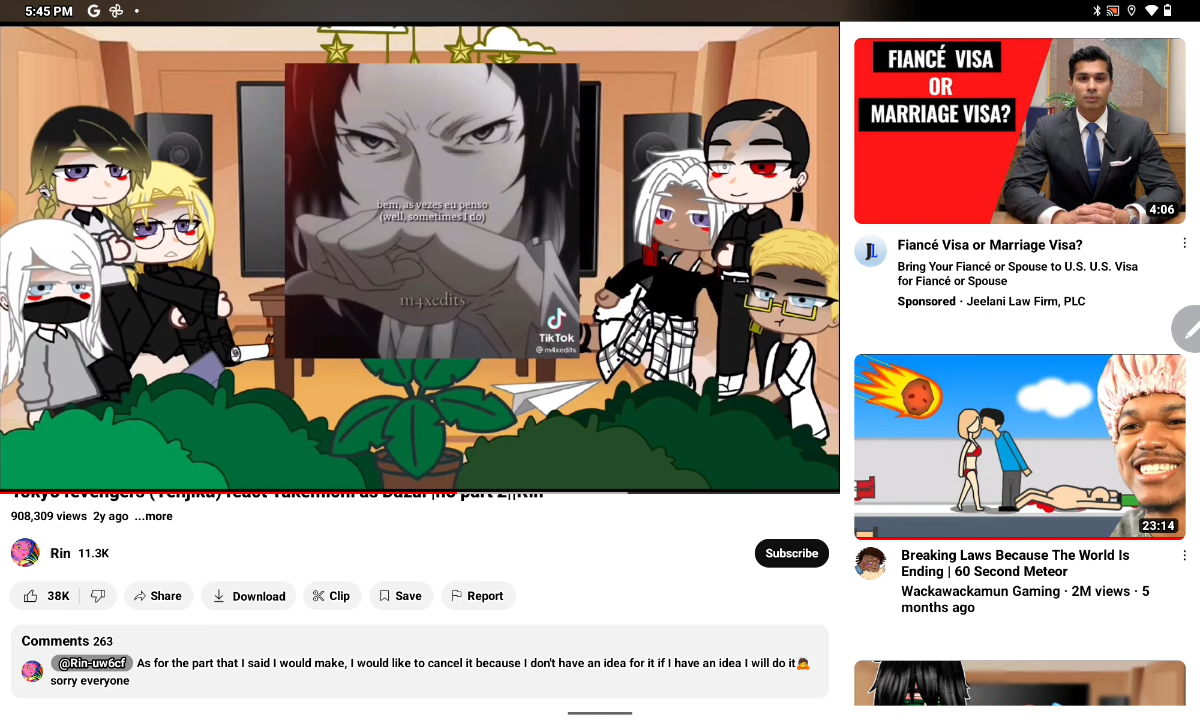 5:45 PM
bem, as vezes eu penso
(well, sometimes I do)
m4xedits
TikTok
@m4xedits
908,309 views 2y ago ...more
Rin 11.3K
Subscribe
38K
Share
Download
Clip
Save
Report
Comments 263
@Rin-uw6cf As for the part that I said I would make, I would like to cancel it because I don't have an idea for it if I have an idea I will do it🙇
sorry everyone
FIANCÉ VISA
OR
MARRIAGE VISA?
4:06
JL
Fiancé Visa or Marriage Visa?
Bring Your Fiancé or Spouse to U.S. U.S. Visa
for Fiancé or Spouse
Sponsored · Jeelani Law Firm, PLC
23:14
Breaking Laws Because The World Is
Ending | 60 Second Meteor
Wackawackamun Gaming · 2M views · 5
months ago